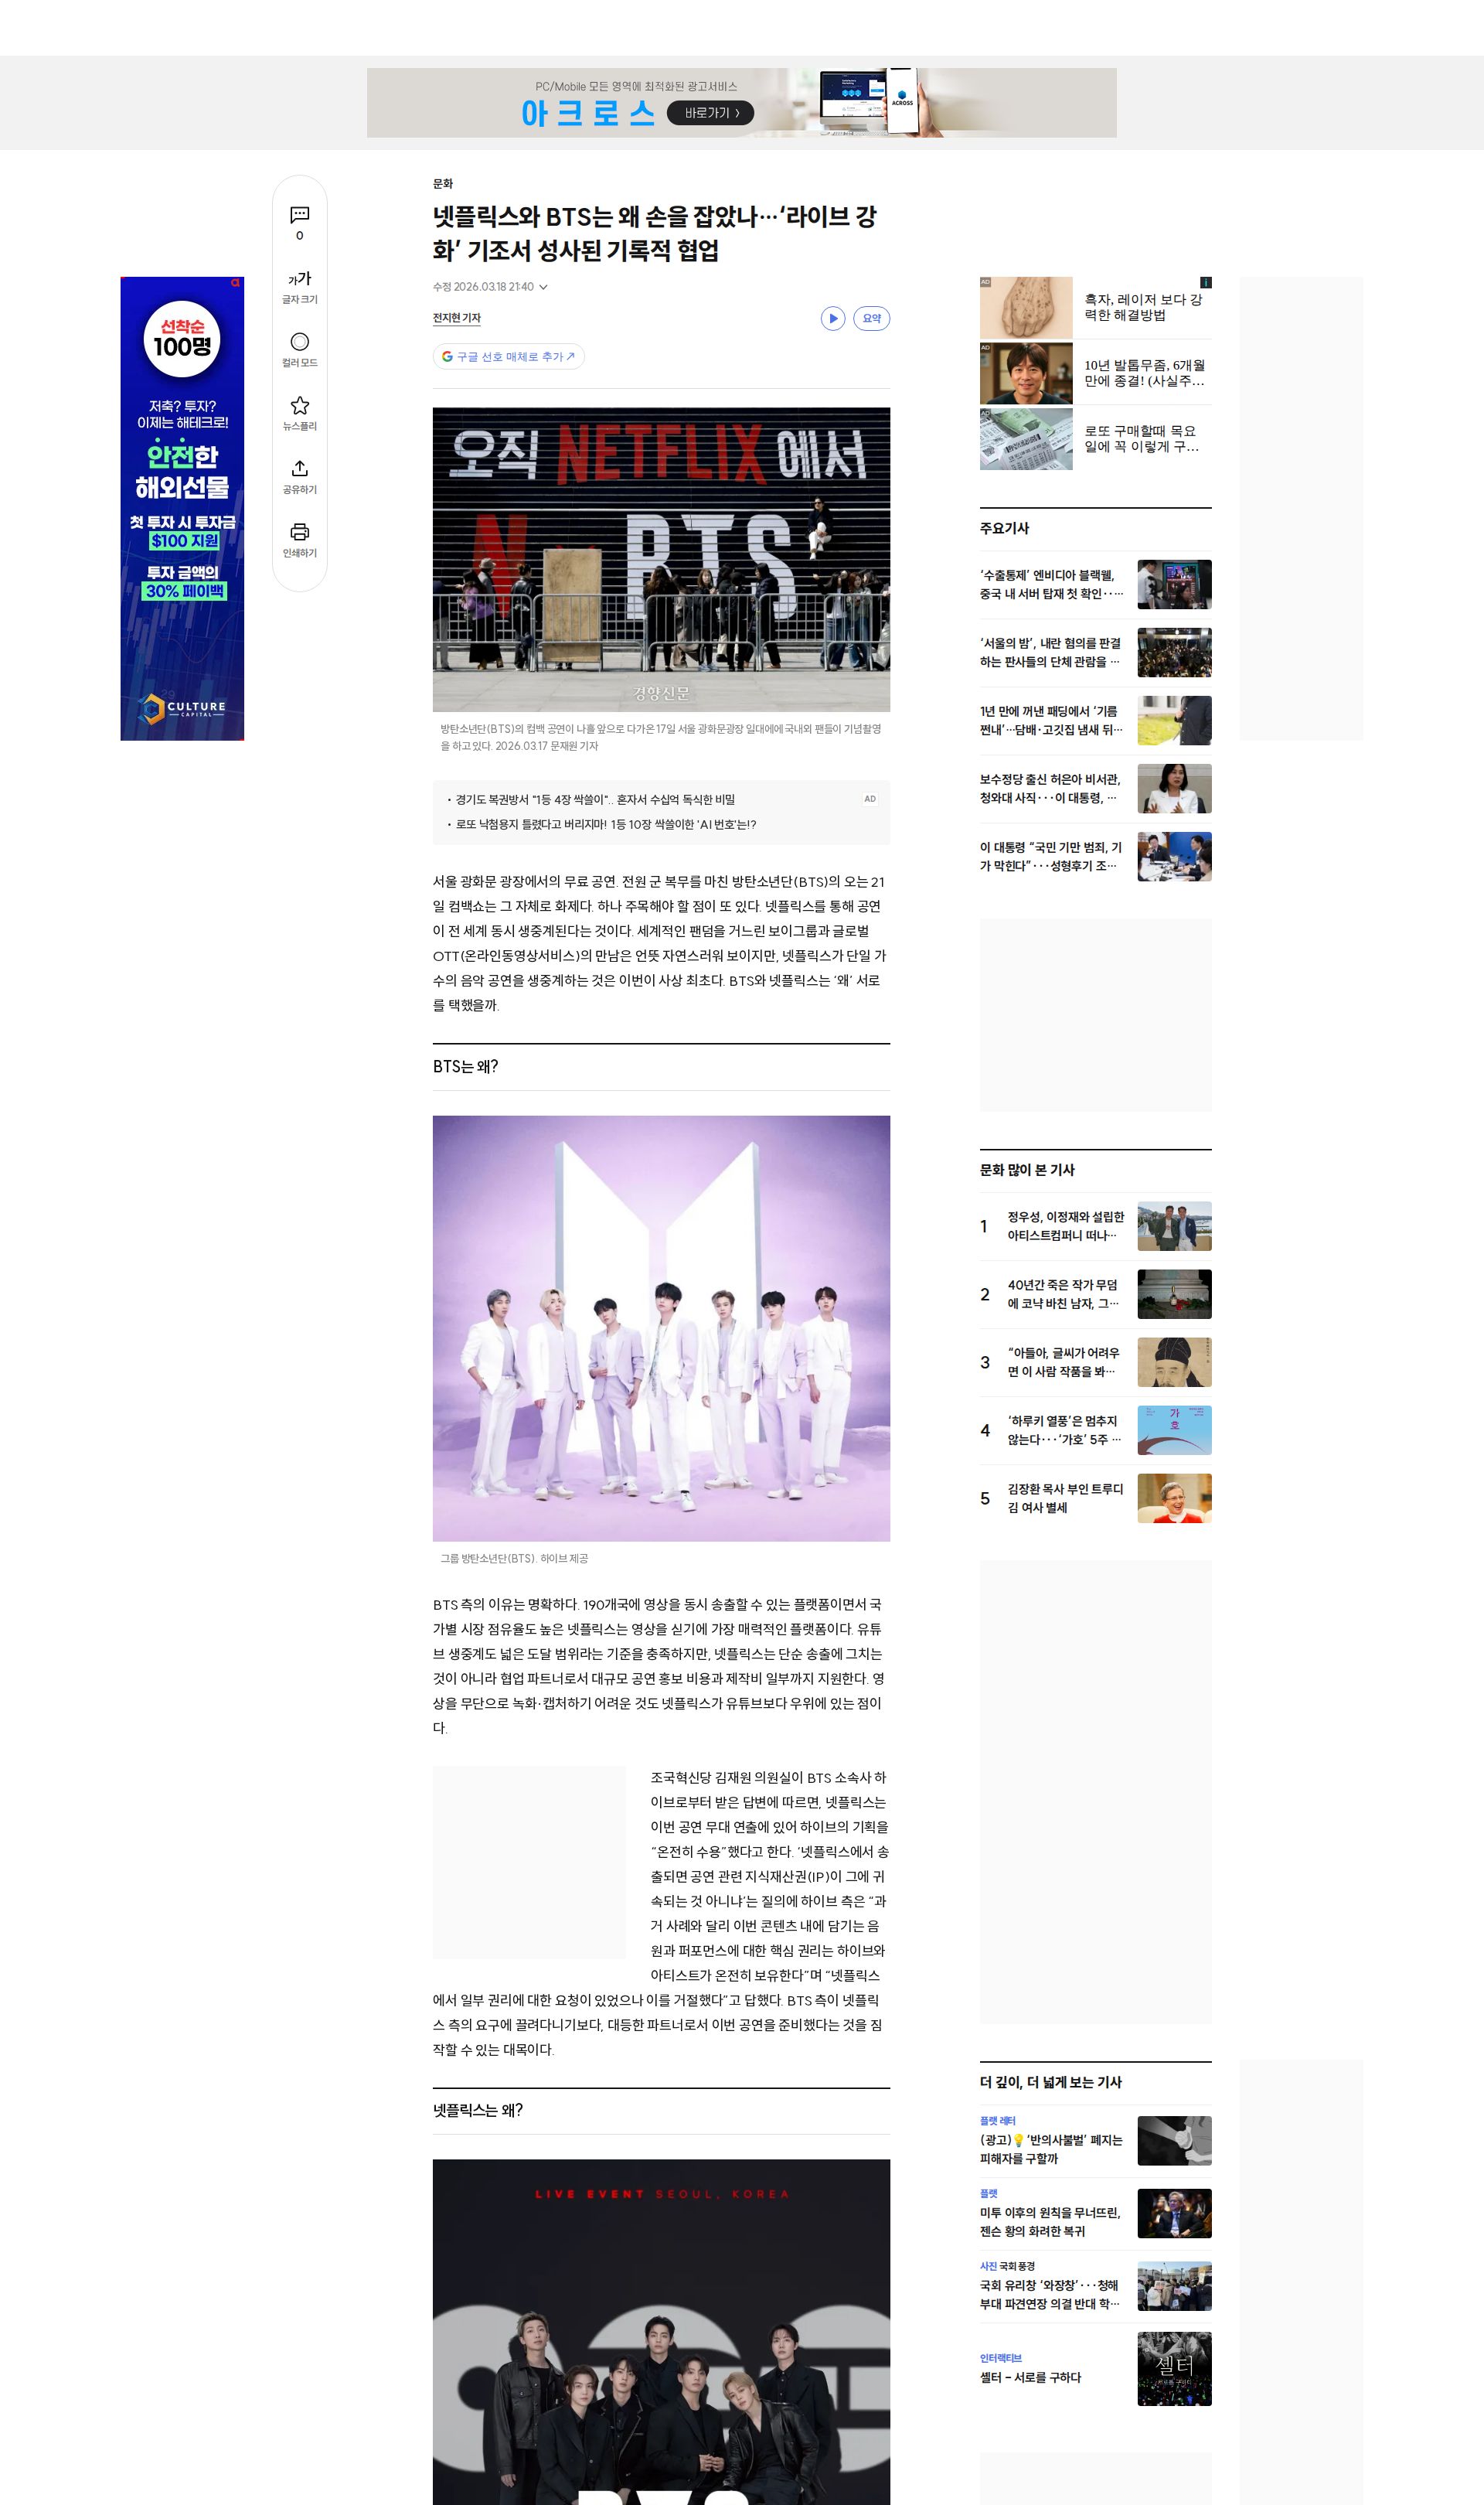 PC/Mobile 모든 영역에 최적화된 광고서비스
아크로스
바로가기 〉
ACROSS
0
가가
글자 크기
컬러 모드
뉴스플리
공유하기
인쇄하기
선착순
100명
저축? 투자?
이제는 해테크로!
안전한
해외선물
첫 투자 시 투자금
$100 지원
투자 금액의
30% 페이백
CULTURE
CAPITAL
문화
넷플릭스와 BTS는 왜 손을 잡았나…‘라이브 강
화’ 기조서 성사된 기록적 협업
수정 2026.03.18 21:40
전지현 기자
요약
구글 선호 매체로 추가 ↗
오직 NETFLIX 에서
BTS
경향신문
방탄소년단(BTS)의 컴백 공연이 나흘 앞으로 다가온 17일 서울 광화문광장 일대에에 국내외 팬들이 기념촬영
을 하고 있다. 2026.03.17 문재원 기자
• 경기도 복권방서 "1등 4장 싹쓸이".. 혼자서 수십억 독식한 비밀
AD
• 로또 낙첨용지 틀렸다고 버리지마! 1등 10장 싹쓸이한 'AI 번호'는!?
서울 광화문 광장에서의 무료 공연. 전원 군 복무를 마친 방탄소년단(BTS)의 오는 21
일 컴백쇼는 그 자체로 화제다. 하나 주목해야 할 점이 또 있다. 넷플릭스를 통해 공연
이 전 세계 동시 생중계된다는 것이다. 세계적인 팬덤을 거느린 보이그룹과 글로벌
OTT(온라인동영상서비스)의 만남은 언뜻 자연스러워 보이지만, 넷플릭스가 단일 가
수의 음악 공연을 생중계하는 것은 이번이 사상 최초다. BTS와 넷플릭스는 ‘왜’ 서로
를 택했을까.
BTS는 왜?
그룹 방탄소년단(BTS). 하이브 제공
BTS 측의 이유는 명확하다. 190개국에 영상을 동시 송출할 수 있는 플랫폼이면서 국
가별 시장 점유율도 높은 넷플릭스는 영상을 싣기에 가장 매력적인 플랫폼이다. 유튜
브 생중계도 넓은 도달 범위라는 기준을 충족하지만, 넷플릭스는 단순 송출에 그치는
것이 아니라 협업 파트너로서 대규모 공연 홍보 비용과 제작비 일부까지 지원한다. 영
상을 무단으로 녹화·캡처하기 어려운 것도 넷플릭스가 유튜브보다 우위에 있는 점이
다.
조국혁신당 김재원 의원실이 BTS 소속사 하
이브로부터 받은 답변에 따르면, 넷플릭스는
이번 공연 무대 연출에 있어 하이브의 기획을
“온전히 수용”했다고 한다. ‘넷플릭스에서 송
출되면 공연 관련 지식재산권(IP)이 그에 귀
속되는 것 아니냐’는 질의에 하이브 측은 “과
거 사례와 달리 이번 콘텐츠 내에 담기는 음
원과 퍼포먼스에 대한 핵심 권리는 하이브와
아티스트가 온전히 보유한다”며 “넷플릭스
에서 일부 권리에 대한 요청이 있었으나 이를 거절했다”고 답했다. BTS 측이 넷플릭
스 측의 요구에 끌려다니기보다, 대등한 파트너로서 이번 공연을 준비했다는 것을 짐
작할 수 있는 대목이다.
넷플릭스는 왜?
LIVE EVENT SEOUL, KOREA
AD
흑자, 레이저 보다 강
력한 해결방법
AD
10년 발톱무좀, 6개월
만에 종결! (사실주…
AD
로또 구매할때 목요
일에 꼭 이렇게 구…
주요기사
‘수출통제’ 엔비디아 블랙웰,
중국 내 서버 탑재 첫 확인···…
‘서울의 밤’, 내란 혐의를 판결
하는 판사들의 단체 관람을 …
1년 만에 꺼낸 패딩에서 ‘기름
쩐내’…담배·고깃집 냄새 뒤…
보수정당 출신 허은아 비서관,
청와대 사직···이 대통령, …
이 대통령 “국민 기만 범죄, 기
가 막힌다”···성형후기 조…
문화 많이 본 기사
1
정우성, 이정재와 설립한
아티스트컴퍼니 떠나…
2
40년간 죽은 작가 무덤
에 코냑 바친 남자, 그…
3
“아들아, 글씨가 어려우
면 이 사람 작품을 봐…
4
‘하루키 열풍’은 멈추지
않는다···‘가호’ 5주 …
가
호
5
김장환 목사 부인 트루디
김 여사 별세
더 깊이, 더 넓게 보는 기사
플랫 레터
(광고)💡‘반의사불벌’ 폐지는
피해자를 구할까
플랫
미투 이후의 원칙을 무너뜨린,
젠슨 황의 화려한 복귀
사진 국회 풍경
국회 유리창 ‘와장창’···청해
부대 파견연장 의결 반대 학…
인터랙티브
셸터 – 서로를 구하다
셸터